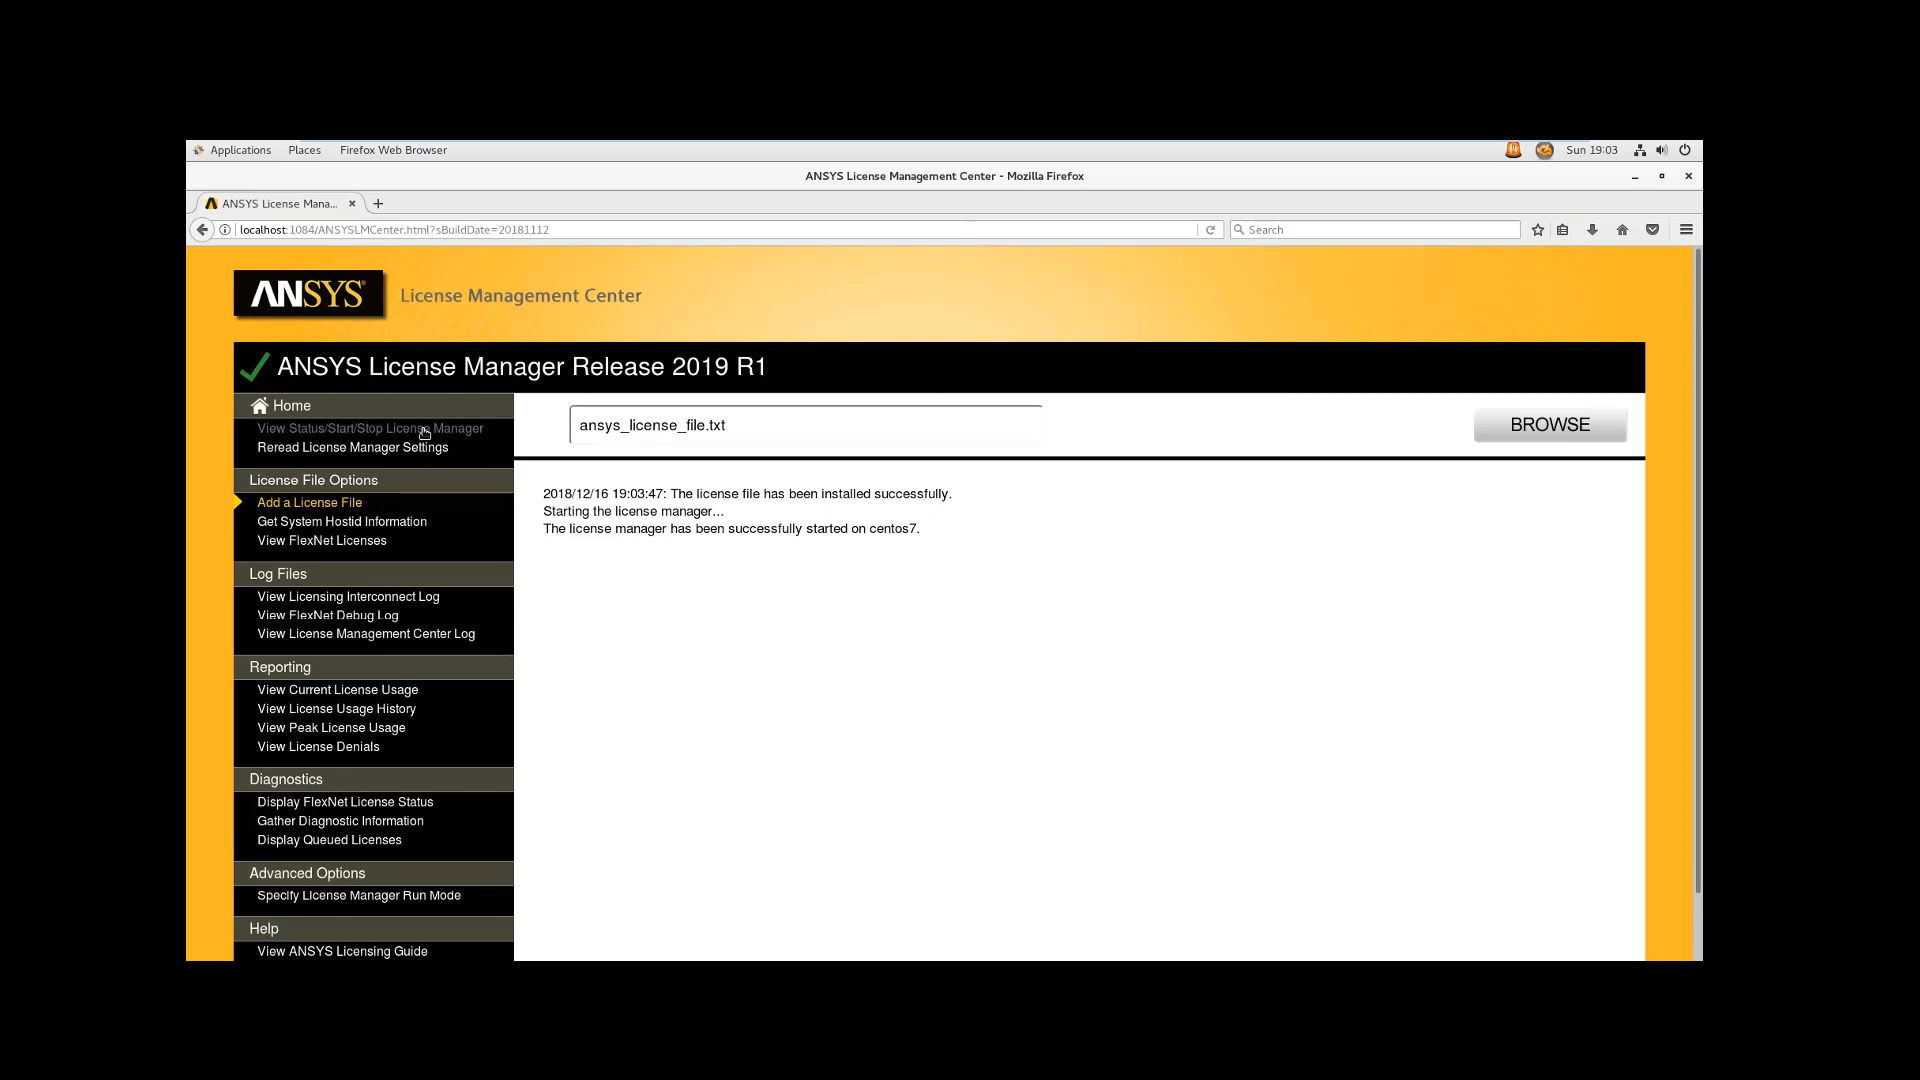 Applications Places Firefox Web Browser Sun 19:03
ANSYS License Management Center - Mozilla Firefox
ANSYS License Mana...
localhost:1084/ANSYSLMCenter.html?sBuildDate=20181112 Search
ANSYS License Management Center
ANSYS License Manager Release 2019 R1
Home
View Status/Start/Stop License Manager
Reread License Manager Settings
License File Options
Add a License File
Get System Hostid Information
View FlexNet Licenses
Log Files
View Licensing Interconnect Log
View FlexNet Debug Log
View License Management Center Log
Reporting
View Current License Usage
View License Usage History
View Peak License Usage
View License Denials
Diagnostics
Display FlexNet License Status
Gather Diagnostic Information
Display Queued Licenses
Advanced Options
Specify License Manager Run Mode
Help
View ANSYS Licensing Guide
ansys_license_file.txt BROWSE
2018/12/16 19:03:47: The license file has been installed successfully.
Starting the license manager...
The license manager has been successfully started on centos7.